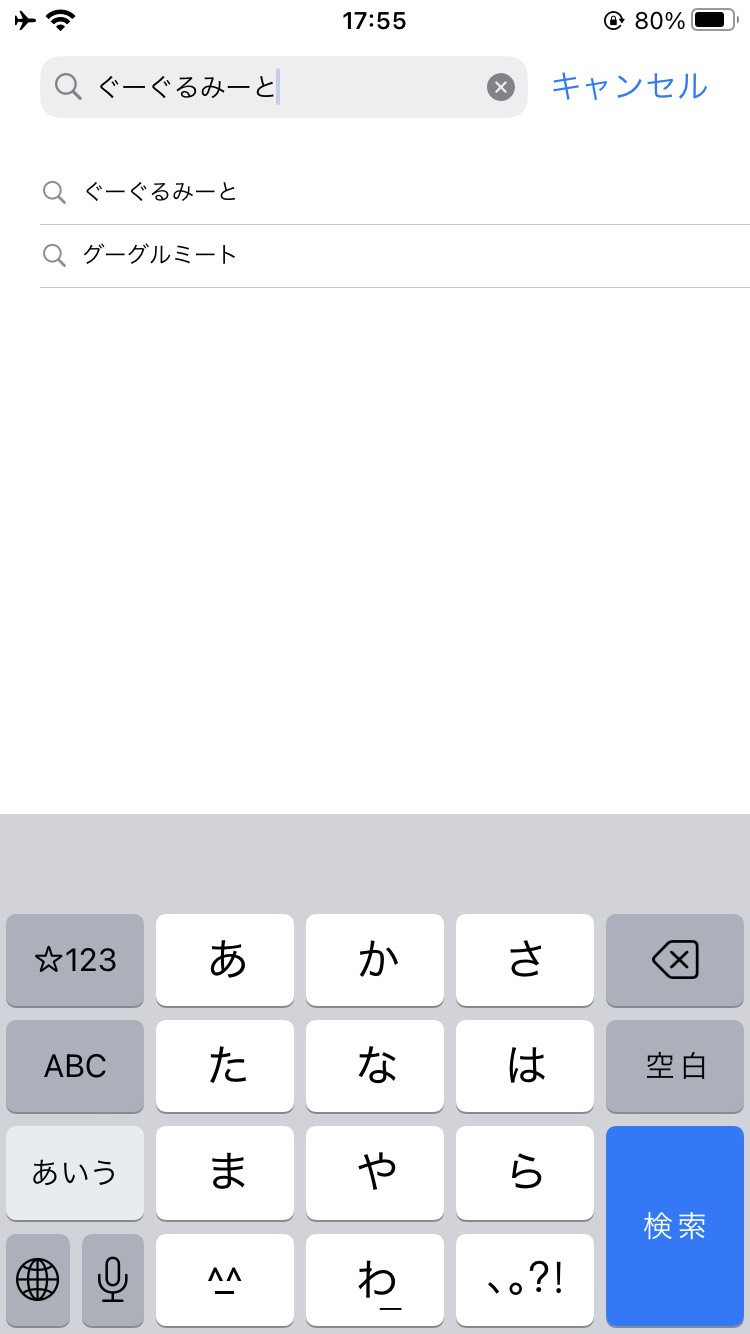 17:55
80%
ぐーぐるみーと
キャンセル
ぐーぐるみーと
グーグルミート
☆123
あ
か
さ
ABC
た
な
は
空白
あいう
ま
や
ら
検索
^_^
わ_
、。?!